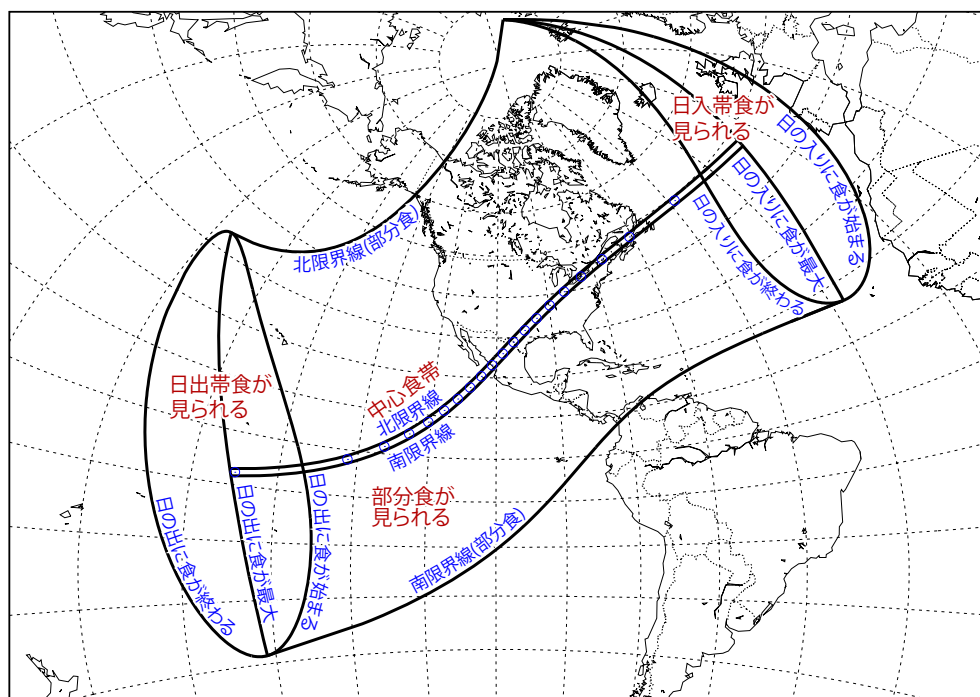 日入帯食が
見られる
日の入りに食が始まる
日の入りに食が最大
日の入りに食が終わる
北限界線(部分食)
日出帯食が
見られる
中心食帯
北限界線
南限界線
部分食が
見られる
日の出に食が終わる
日の出に食が最大
日の出に食が始まる
南限界線(部分食)